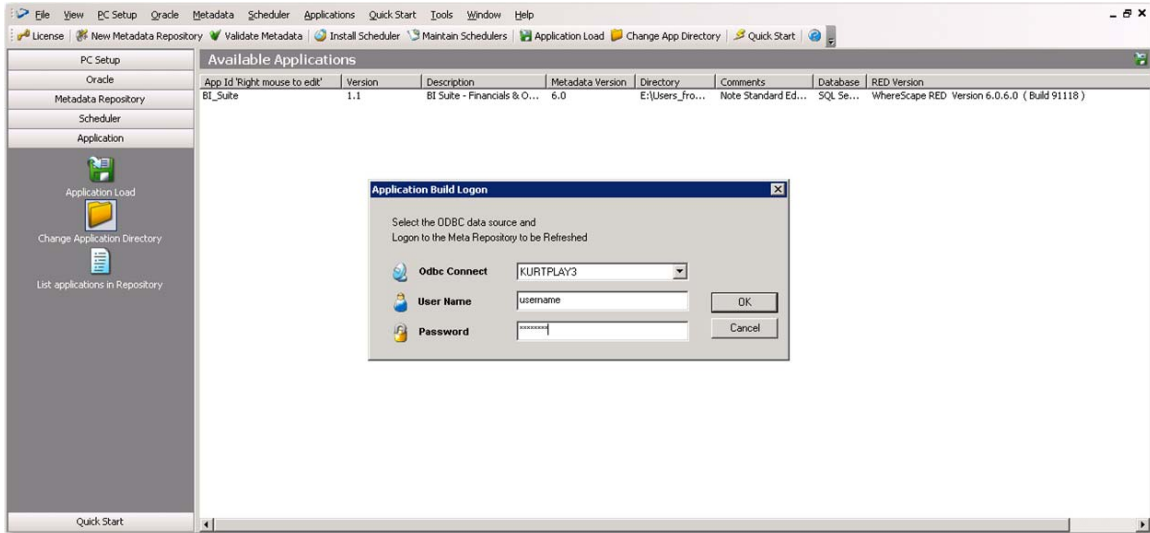 File View PC Setup Oracle Metadata Scheduler Applications Quick Start Tools Window Help
License New Metadata Repository Validate Metadata Install Scheduler Maintain Schedulers Application Load Change App Directory Quick Start
PC Setup
Oracle
Metadata Repository
Scheduler
Application
Application Load
Change Application Directory
List applications in Repository
Quick Start
Available Applications
App Id 'Right mouse to edit' Version Description Metadata Version Directory Comments Database RED Version
BI_Suite 1.1 BI Suite - Financials & O... 6.0 E:\Users_fro... Note Standard Ed... SQL Se... WhereScape RED Version 6.0.6.0 ( Build 91118 )
Application Build Logon
Select the ODBC data source and
Logon to the Meta Repository to be Refreshed
Odbc Connect KURTPLAY3
User Name username OK
Password ******** Cancel